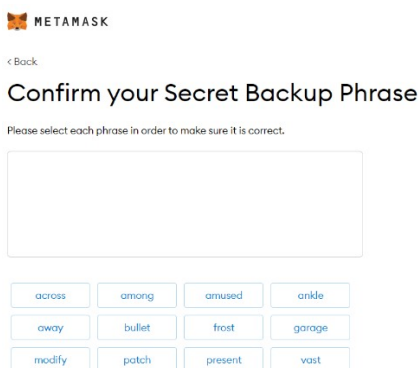 METAMASK
< Back
Confirm your Secret Backup Phrase
Please select each phrase in order to make sure it is correct.
across among amused ankle
away bullet frost garage
modify patch present vast